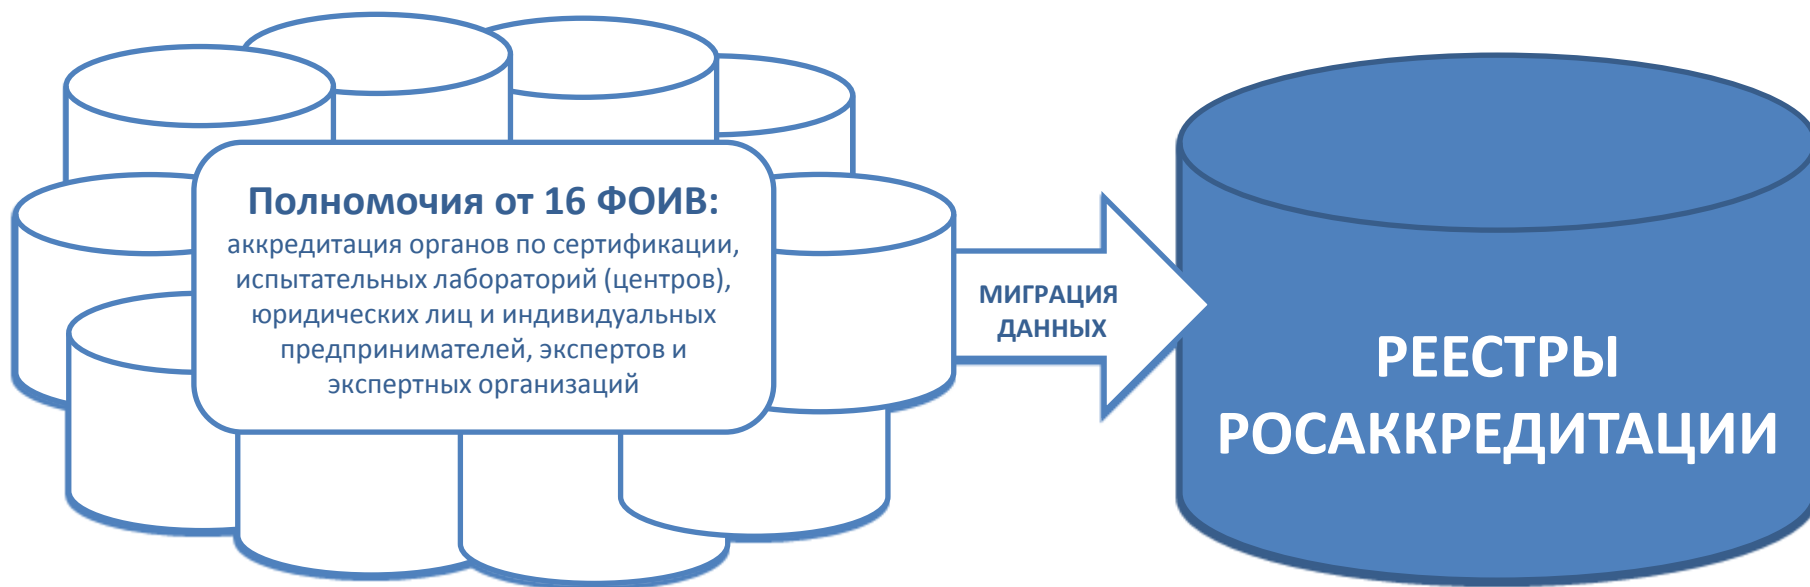 Полномочия от 16 ФОИВ:
аккредитация органов по сертификации,
испытательных лабораторий (центров),
юридических лиц и индивидуальных
предпринимателей, экспертов и
экспертных организаций
МИГРАЦИЯ
ДАННЫХ
РЕЕСТРЫ
РОСАККРЕДИТАЦИИ